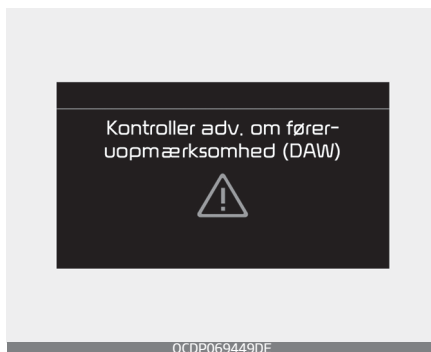 Kontroller adv. om fører-
uopmærksomhed (DAW)
OCDP069449DE